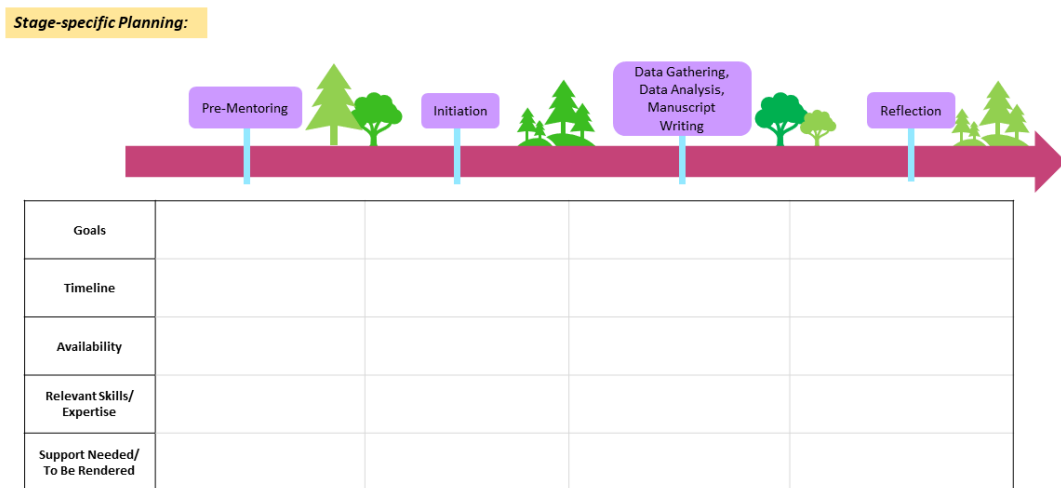 Stage-specific Planning:
Pre-Mentoring
Initiation
Data Gathering,
Data Analysis,
Manuscript
Writing
Reflection
Goals
Timeline
Availability
Relevant Skills/
Expertise
Support Needed/
To Be Rendered